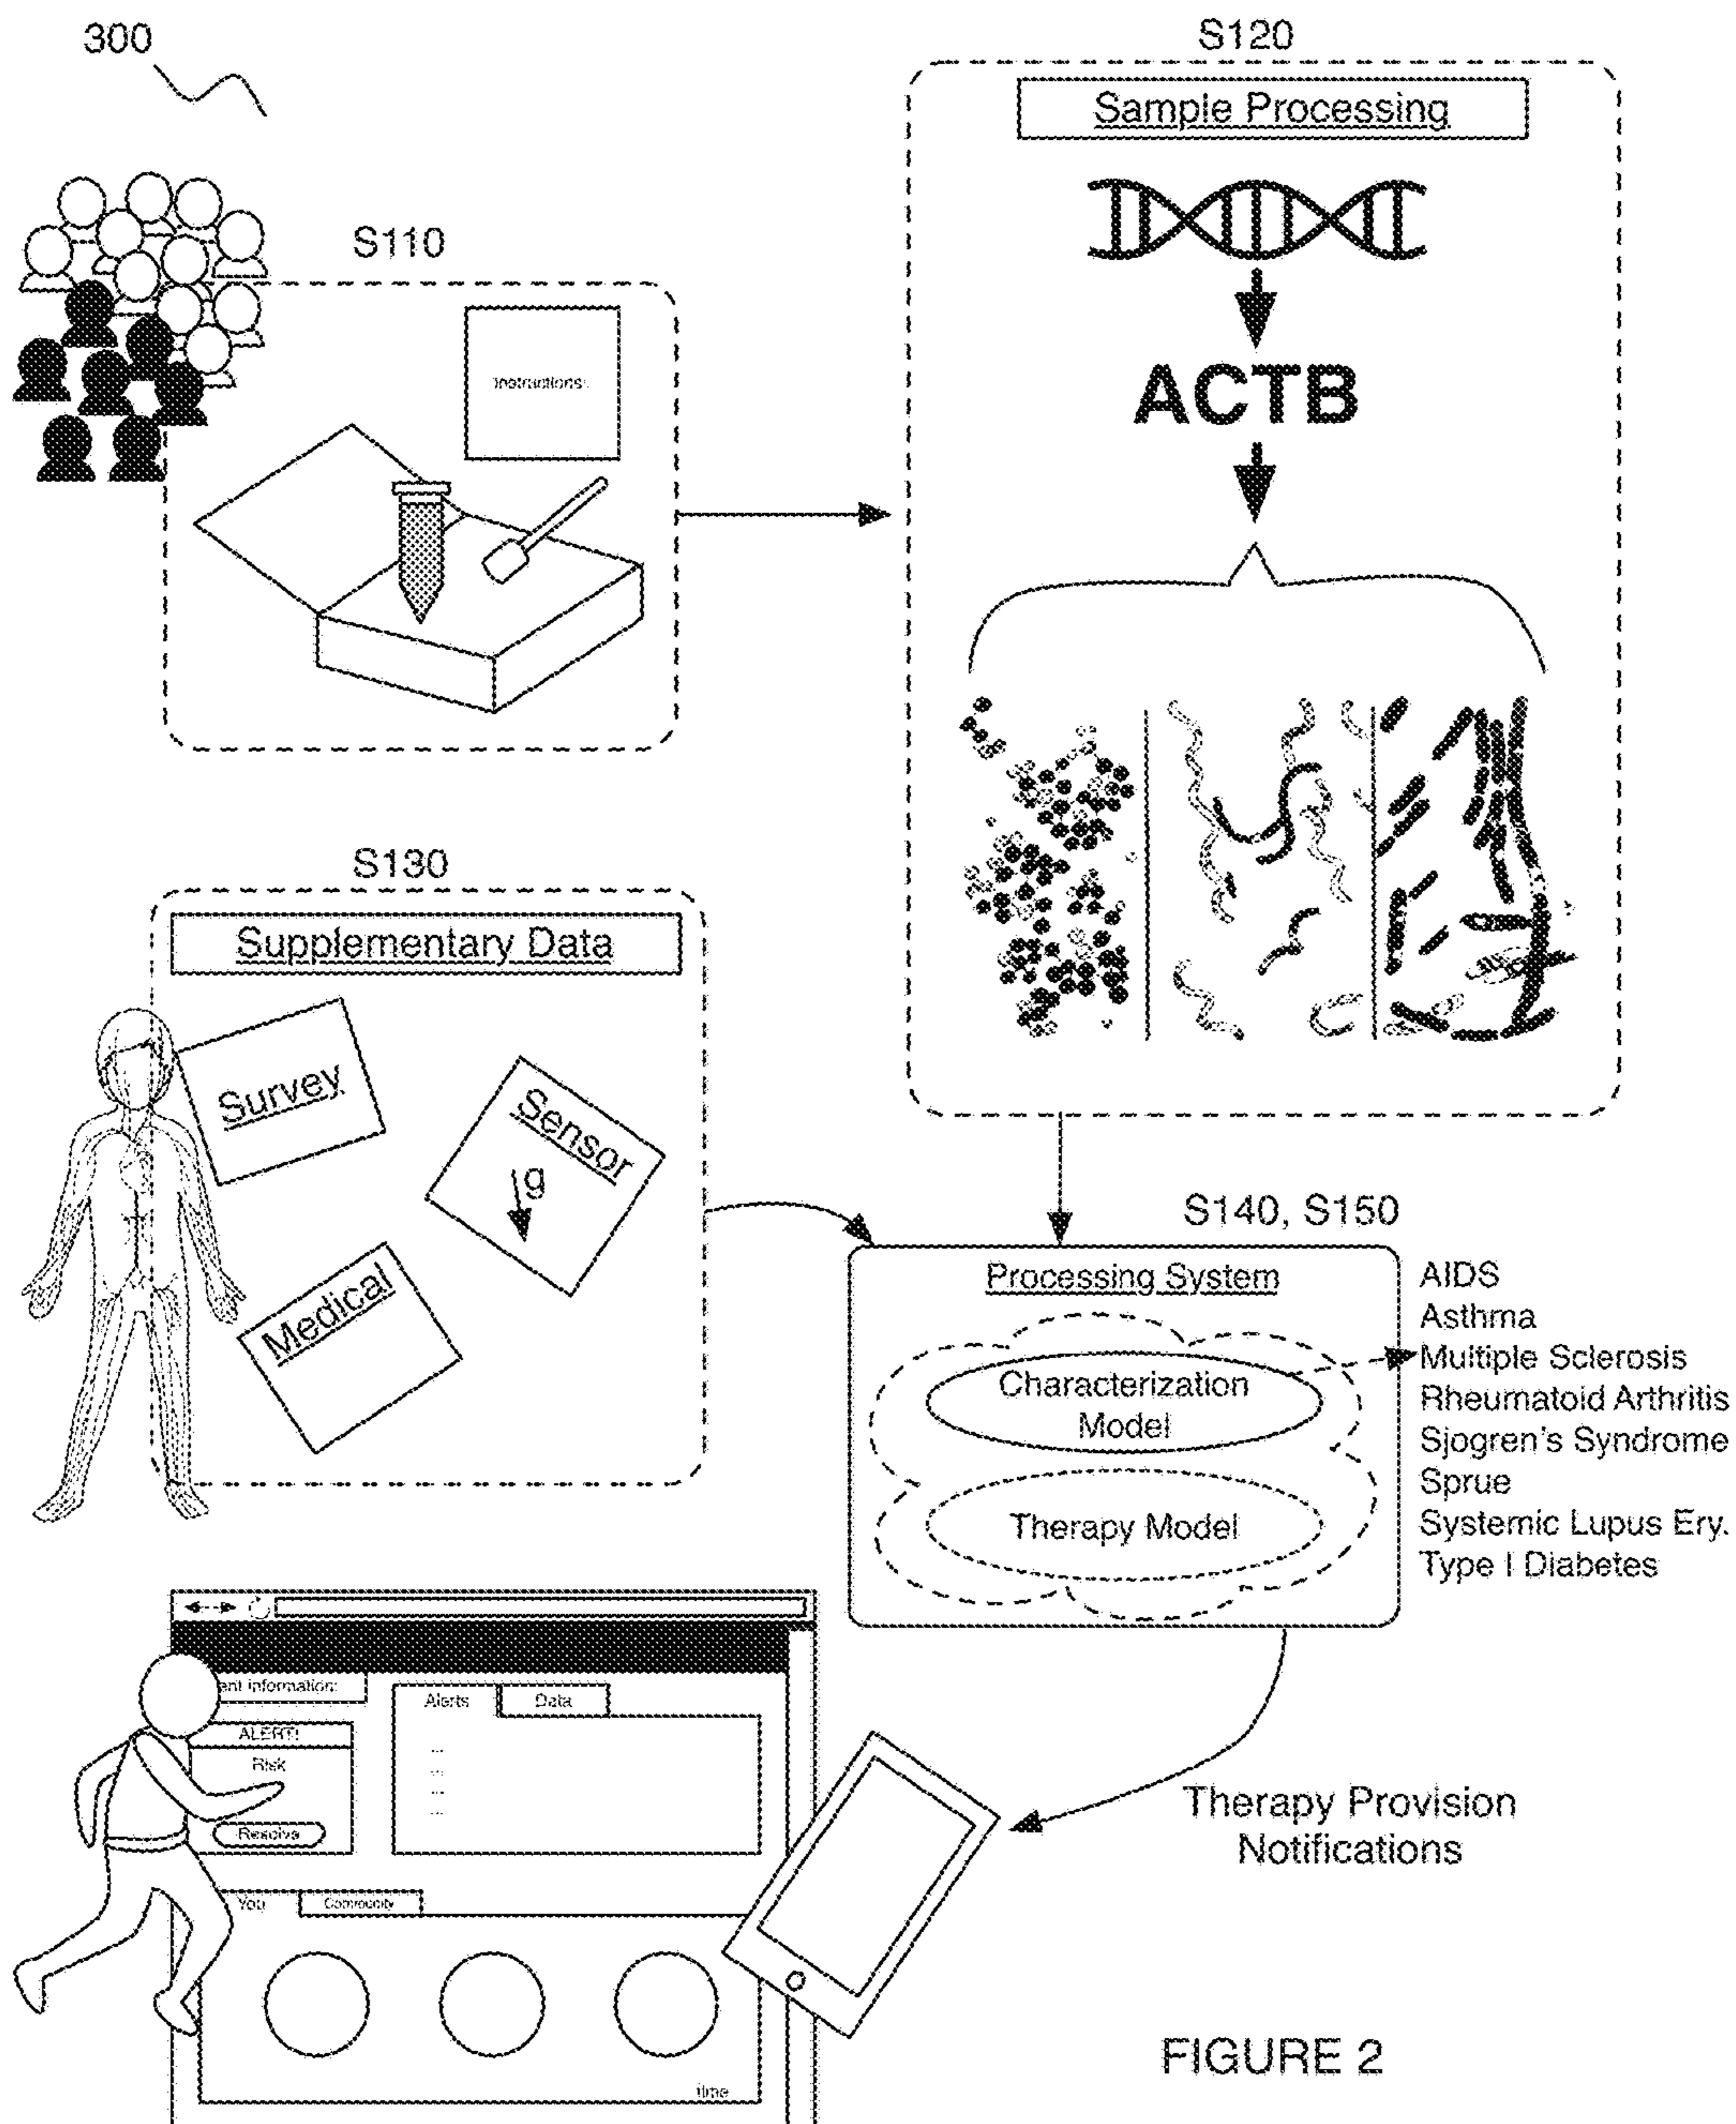 300
S120
Sample Processing
S110
Instructions:
ACTB
S130
Supplementary Data
Survey
Sensor
g
Medical
S140, S150
Processing System
Characterization
Model
Therapy Model
AIDS
Asthma
Multiple Sclerosis
Rheumatoid Arthritis
Sjogren's Syndrome
Sprue
Systemic Lupus Ery.
Type I Diabetes
ent information:
Alerts
Data
ALERT!
Risk
Resolve
You
Community
time
Therapy Provision
Notifications
FIGURE 2